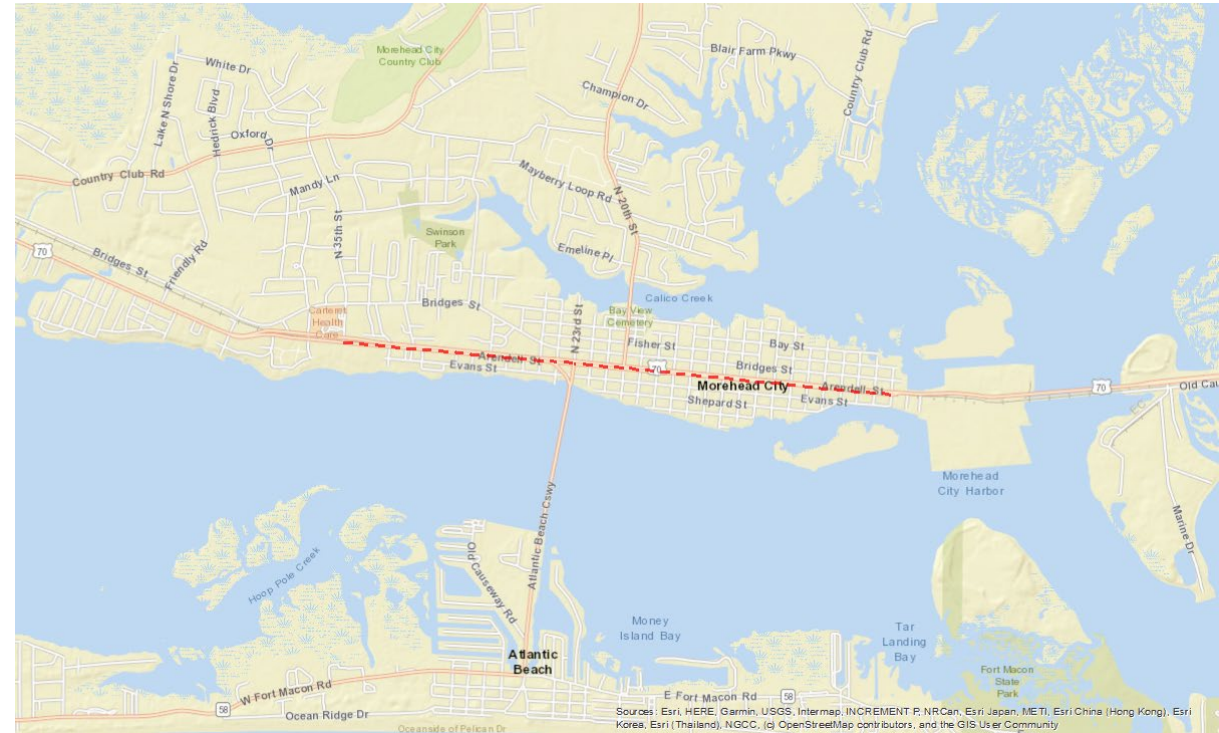 Morehead City
Country Club
Blair Farm Pkwy
Country Club Rd
White Dr
Lake N Shore Dr
Hedrick Blvd
Champion Dr
Oxford Dr
Country Club Rd
Mandy Ln
Mayberry Loop Rd
N 20th St
N 35th St
Swinson
Park
70
Bridges St
Friendly Rd
Emeline Pl
Calico Creek
Bridges St
Carteret
Health
Care
N 23rd St
Bay View
Cemetery
Fisher St
Bay St
Arendell St
Evans St
70
Bridges St
Morehead City
Arendell St
Shepard St
Evans St
70
Old Cau
Morehead
City Harbor
Marine Dr
Atlantic Beach Cswy
Hoop Pole Creek
Old Causeway Rd
Money
Island Bay
Tar
Landing
Bay
Atlantic
Beach
Fort Macon
State
Park
W Fort Macon Rd
E Fort Macon Rd
58
58
Ocean Ridge Dr
Oceanside of Pelican Dr
Sources: Esri, HERE, Garmin, USGS, Intermap, INCREMENT P, NRCan, Esri Japan, METI, Esri China (Hong Kong), Esri
Korea, Esri (Thailand), NGCC, (c) OpenStreetMap contributors, and the GIS User Community